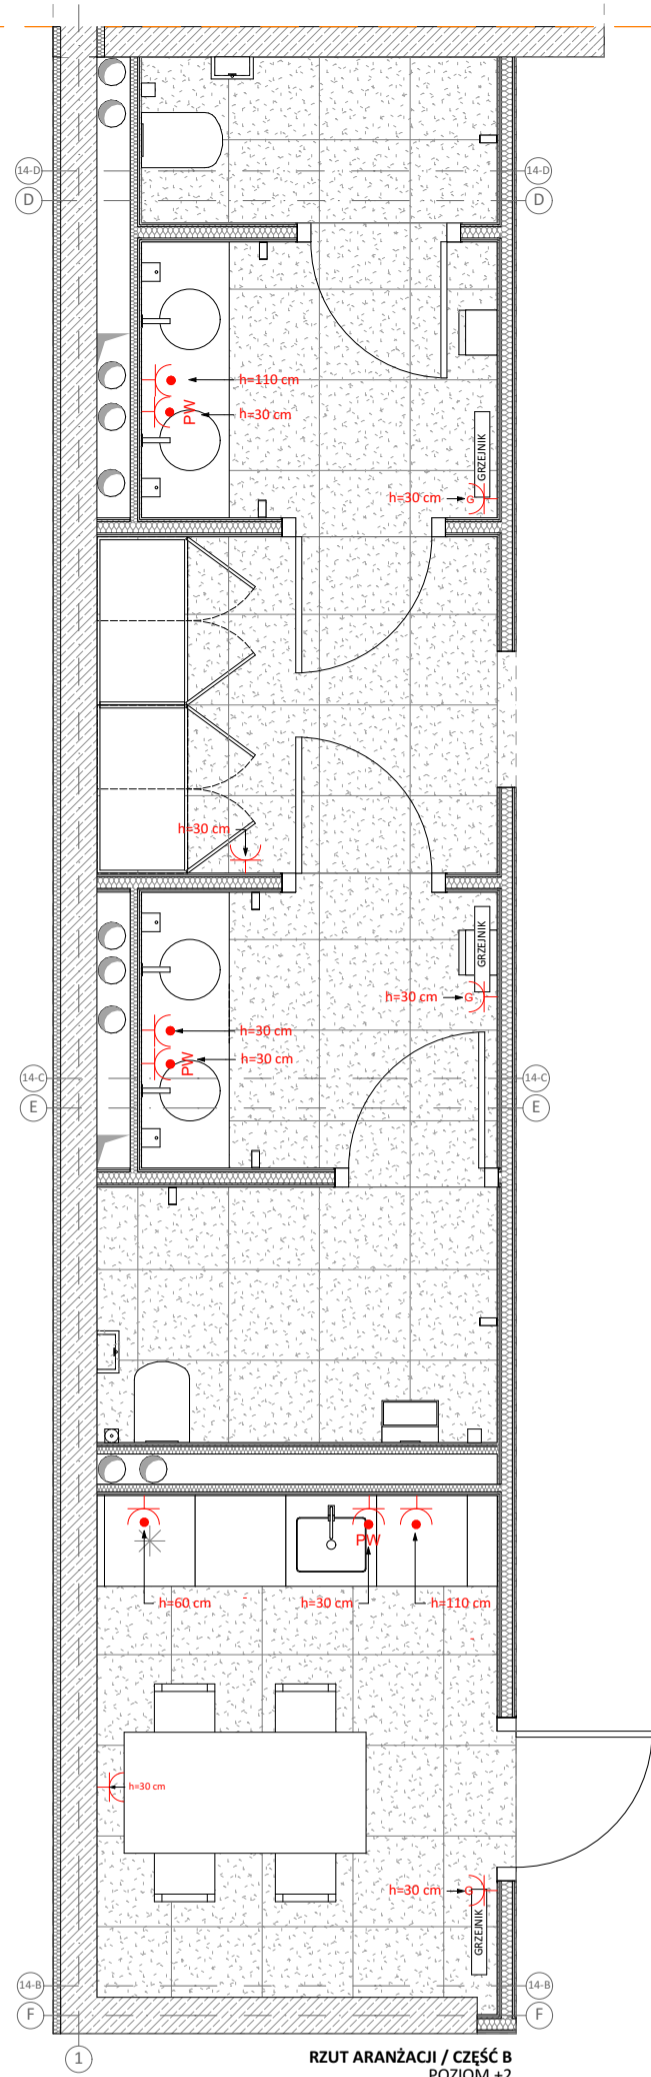 14-D
14-D
D
D
h=110 cm
PW
h=30 cm
GRZEJNIK
h=30 cm
G
h=30 cm
GRZEJNIK
h=30 cm
G
h=30 cm
PW
h=30 cm
14-C
14-C
E
E
PW
h=60 cm
h=30 cm
h=110 cm
h=30 cm
h=30 cm
G
GRZEJNIK
14-B
14-B
F
F
1
RZUT ARANŻACJI / CZĘŚĆ B
POZIOM +2